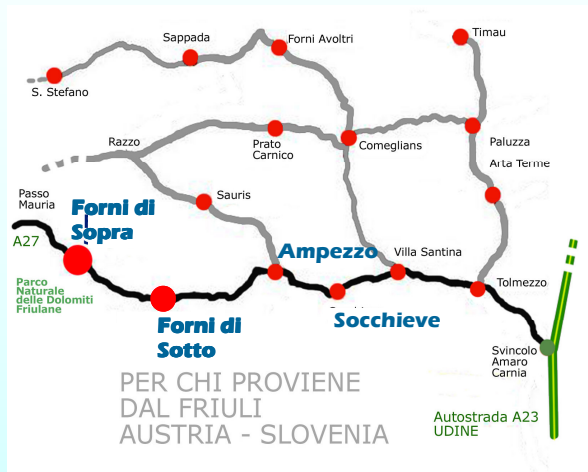 Timau
Sappada
Forni Avoltri
S. Stefano
Razzo
Prato
Carnico
Comeglians
Paluzza
Arta Terme
Passo
Mauria
Forni di
Sopra
Sauris
A27
Ampezzo
Villa Santina
Parco
Naturale
delle Dolomiti
Friulane
Tolmezzo
Forni di
Sotto
Socchieve
Svincolo
Amaro
Carnia
PER CHI PROVIENE
DAL FRIULI
AUSTRIA - SLOVENIA
Autostrada A23
UDINE